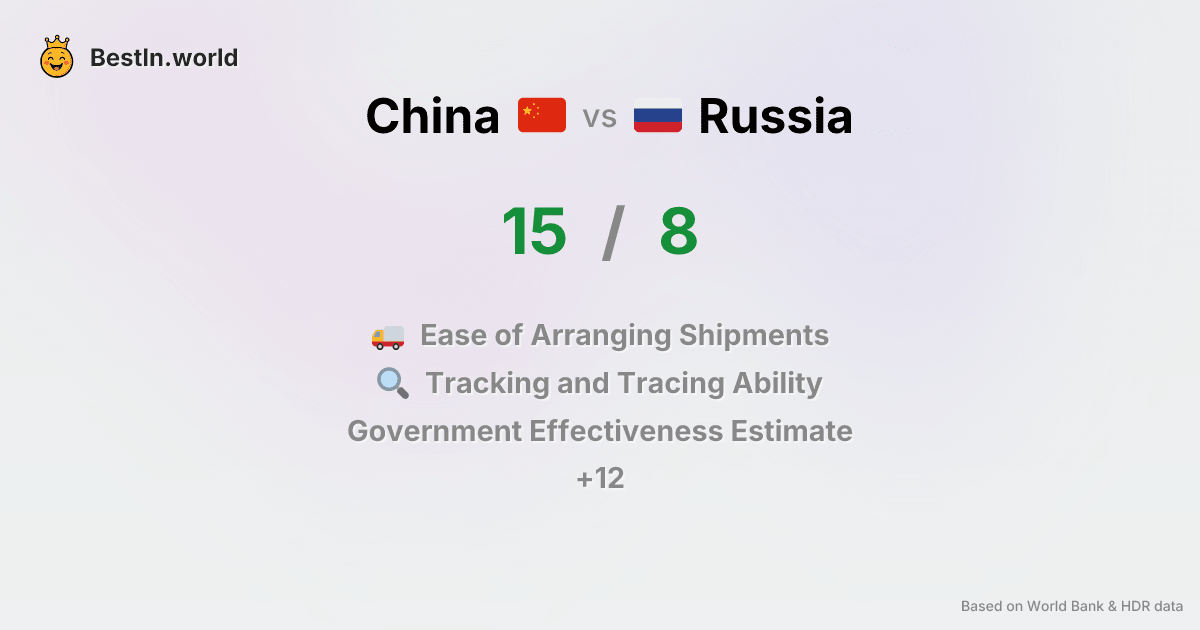 BestIn.world
China vs Russia
15 / 8
Ease of Arranging Shipments
Tracking and Tracing Ability
Government Effectiveness Estimate
+12
Based on World Bank & HDR data